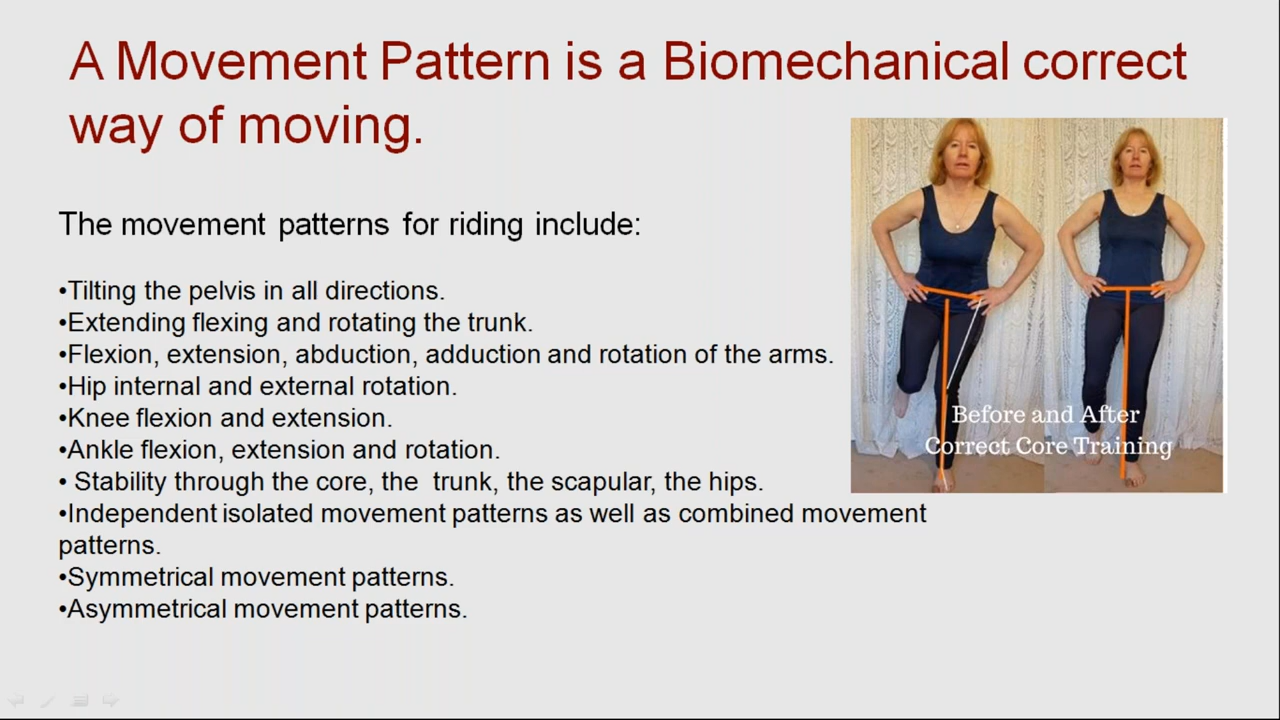 A Movement Pattern is a Biomechanical correct
way of moving.
The movement patterns for riding include:
•Tilting the pelvis in all directions.
•Extending flexing and rotating the trunk.
•Flexion, extension, abduction, adduction and rotation of the arms.
•Hip internal and external rotation.
•Knee flexion and extension.
•Ankle flexion, extension and rotation.
• Stability through the core, the trunk, the scapular, the hips.
•Independent isolated movement patterns as well as combined movement
patterns.
•Symmetrical movement patterns.
•Asymmetrical movement patterns.
Before and After
Correct Core Training